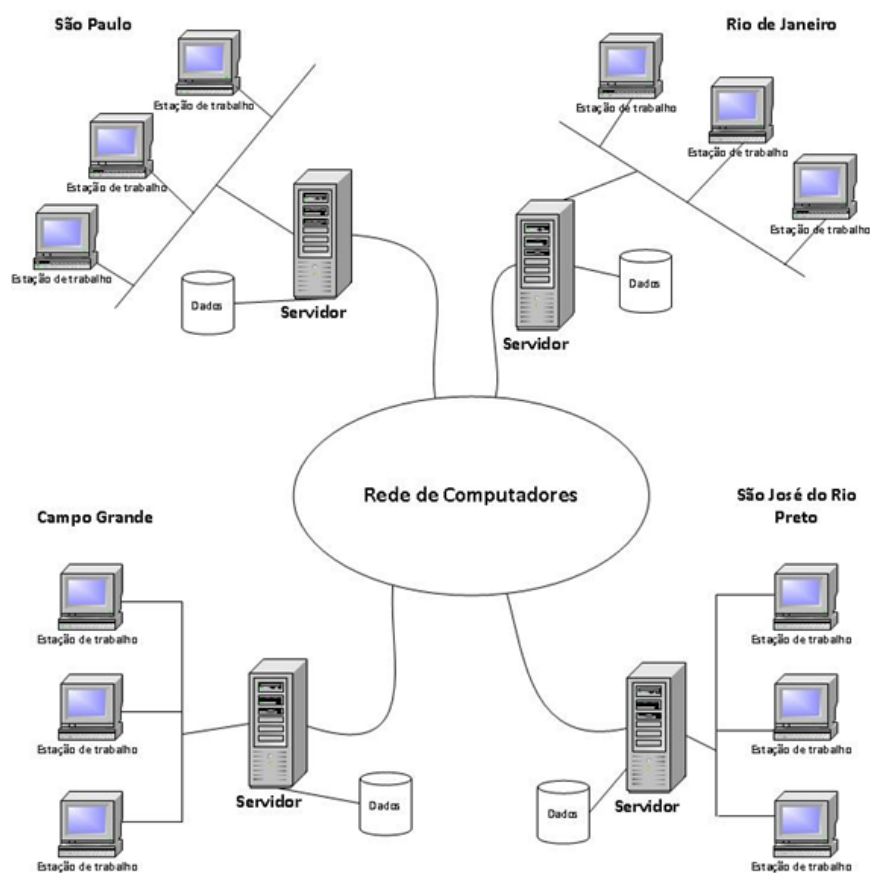 São Paulo
Estação de trabalho
Estação de trabalho
Estação de trabalho
Dados
Servidor
Rio de Janeiro
Estação de trabalho
Estação de trabalho
Estação de trabalho
Dados
Servidor
Rede de Computadores
Campo Grande
Estação de trabalho
Estação de trabalho
Estação de trabalho
Servidor
Dados
São José do Rio
Preto
Estação de trabalho
Estação de trabalho
Estação de trabalho
Servidor
Dados